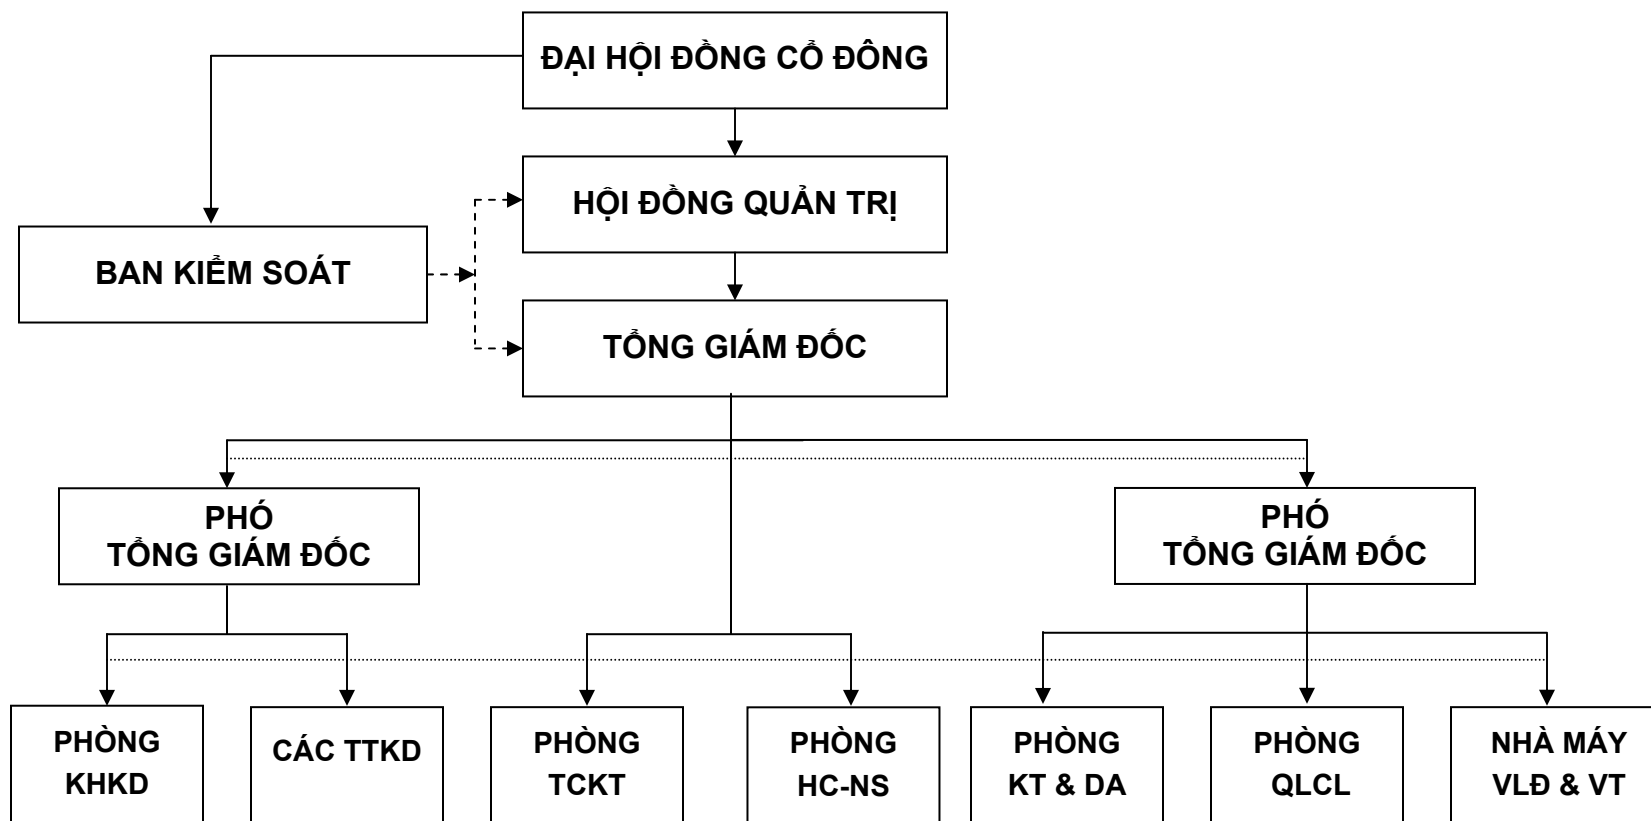 ĐẠI HỘI ĐỒNG CỔ ĐÔNG
HỘI ĐỒNG QUẢN TRỊ
BAN KIỂM SOÁT
TỔNG GIÁM ĐỐC
PHÓ
TỔNG GIÁM ĐỐC
PHÓ
TỔNG GIÁM ĐỐC
PHÒNG
KHKD
CÁC TTKD
PHÒNG
TCKT
PHÒNG
HC-NS
PHÒNG
KT & DA
PHÒNG
QLCL
NHÀ MÁY
VLĐ & VT